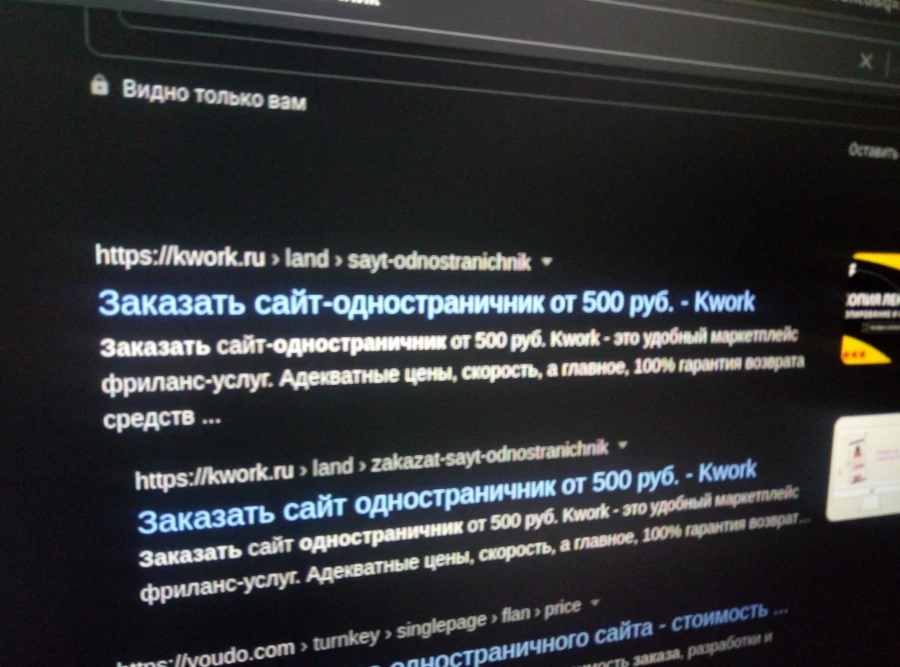 Видно только вам
Оставить
https://kwork.ru › land › sayt-odnostranichnik
Заказать сайт-одностраничник от 500 руб. - Kwork
Заказать сайт-одностраничник от 500 руб. Kwork - это удобный маркетплейс
фриланс-услуг. Адекватные цены, скорость, а главное, 100% гарантия возврата
средств ...
https://kwork.ru › land › zakazat-sayt-odnostranichnik
Заказать сайт одностраничник от 500 руб. - Kwork
Заказать сайт одностраничник от 500 руб. Kwork - это удобный маркетплейс
фриланс-услуг. Адекватные цены, скорость, а главное, 100% гарантия возврат...
https://youdo.com › turnkey › singlepage › flan › price
одностраничного сайта - стоимость ...
заказа, разработки и